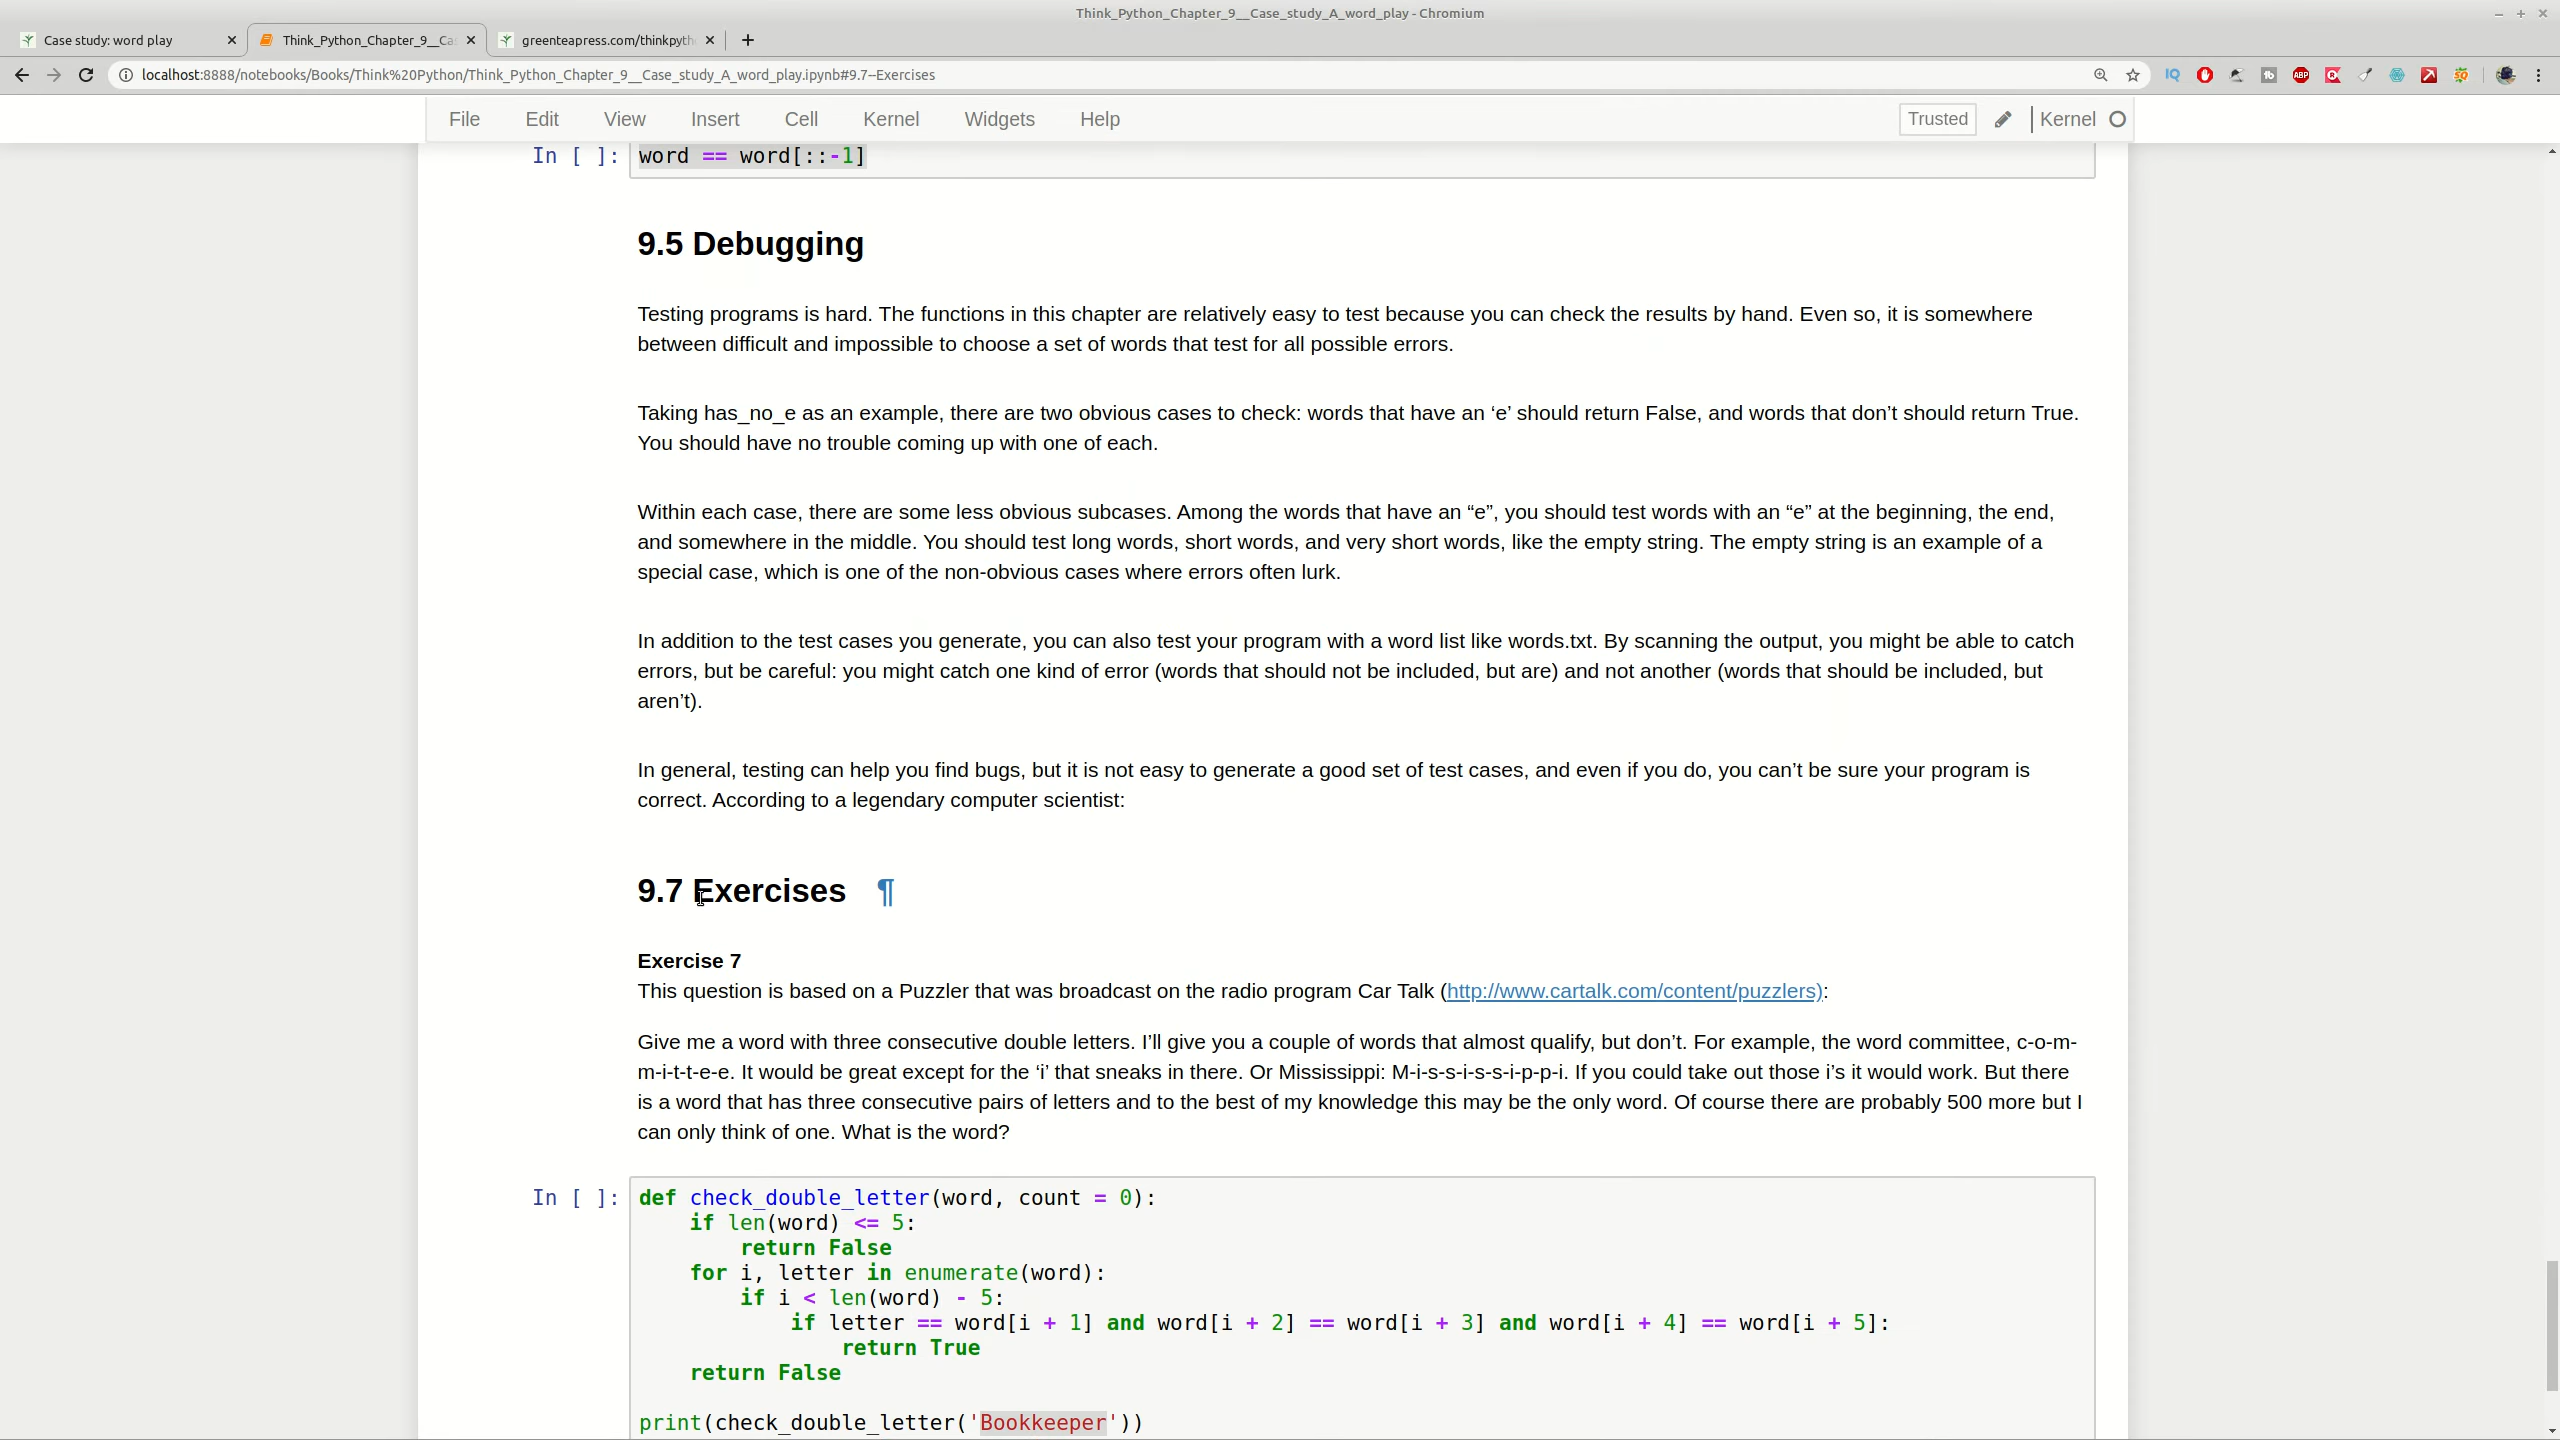 Think_Python_Chapter_9__Case_study_A_word_play - Chromium
Case study: word play
Think_Python_Chapter_9__Ca
greenteapress.com/thinkpyth
localhost:8888/notebooks/Books/Think%20Python/Think_Python_Chapter_9__Case_study_A_word_play.ipynb#9.7--Exercises
File Edit View Insert Cell Kernel Widgets Help Trusted Kernel
In [ ]: word == word[::-1]
9.5 Debugging
Testing programs is hard. The functions in this chapter are relatively easy to test because you can check the results by hand. Even so, it is somewhere
between difficult and impossible to choose a set of words that test for all possible errors.
Taking has_no_e as an example, there are two obvious cases to check: words that have an ‘e’ should return False, and words that don’t should return True.
You should have no trouble coming up with one of each.
Within each case, there are some less obvious subcases. Among the words that have an “e”, you should test words with an “e” at the beginning, the end,
and somewhere in the middle. You should test long words, short words, and very short words, like the empty string. The empty string is an example of a
special case, which is one of the non-obvious cases where errors often lurk.
In addition to the test cases you generate, you can also test your program with a word list like words.txt. By scanning the output, you might be able to catch
errors, but be careful: you might catch one kind of error (words that should not be included, but are) and not another (words that should be included, but
aren’t).
In general, testing can help you find bugs, but it is not easy to generate a good set of test cases, and even if you do, you can’t be sure your program is
correct. According to a legendary computer scientist:
9.7 Exercises ¶
Exercise 7
This question is based on a Puzzler that was broadcast on the radio program Car Talk (http://www.cartalk.com/content/puzzlers):
Give me a word with three consecutive double letters. I’ll give you a couple of words that almost qualify, but don’t. For example, the word committee, c-o-m-
m-i-t-t-e-e. It would be great except for the ‘i’ that sneaks in there. Or Mississippi: M-i-s-s-i-s-s-i-p-p-i. If you could take out those i’s it would work. But there
is a word that has three consecutive pairs of letters and to the best of my knowledge this may be the only word. Of course there are probably 500 more but I
can only think of one. What is the word?
In [ ]: def check_double_letter(word, count = 0):
if len(word) <= 5:
return False
for i, letter in enumerate(word):
if i < len(word) - 5:
if letter == word[i + 1] and word[i + 2] == word[i + 3] and word[i + 4] == word[i + 5]:
return True
return False
print(check_double_letter('Bookkeeper'))